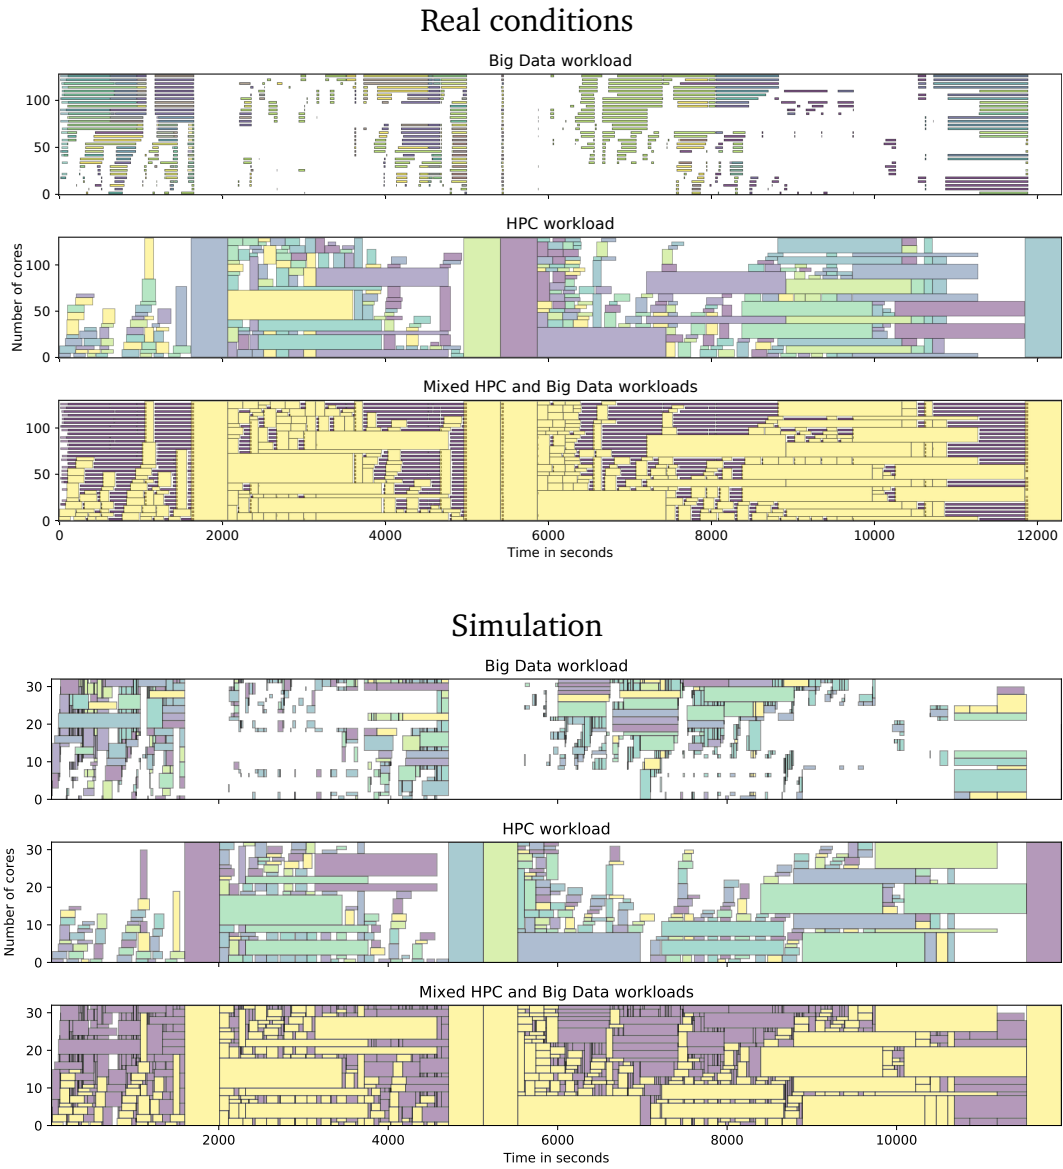 Real conditions
Big Data workload
100
50
0
HPC workload
100
50
0
Number of cores
Mixed HPC and Big Data workloads
100
50
0
0 2000 4000 6000 8000 10000 12000
Time in seconds
Simulation
Big Data workload
30
20
10
0
HPC workload
30
20
10
0
Number of cores
Mixed HPC and Big Data workloads
30
20
10
0
2000 4000 6000 8000 10000
Time in seconds